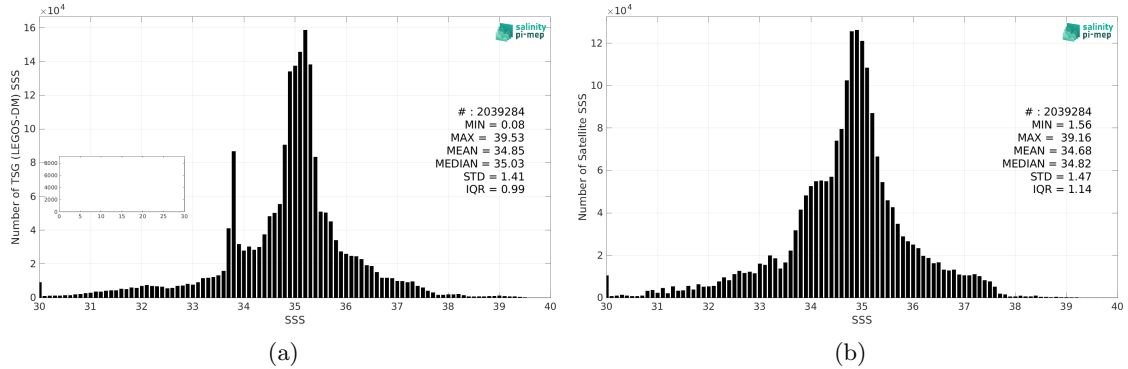 ×10⁴
16
14
12
10
8
6
4
2
0
Number of TSG (LEGOS-DM) SSS
salinity
pi-mep
# : 2039284
MIN = 0.08
MAX = 39.53
MEAN = 34.85
MEDIAN = 35.03
STD = 1.41
IQR = 0.99
8000
6000
4000
2000
0
0 5 10 15 20 25 30
30 31 32 33 34 35 36 37 38 39 40
SSS
(a)
×10⁴
12
10
8
6
4
2
0
Number of Satellite SSS
salinity
pi-mep
# : 2039284
MIN = 1.56
MAX = 39.16
MEAN = 34.68
MEDIAN = 34.82
STD = 1.47
IQR = 1.14
30 31 32 33 34 35 36 37 38 39 40
SSS
(b)